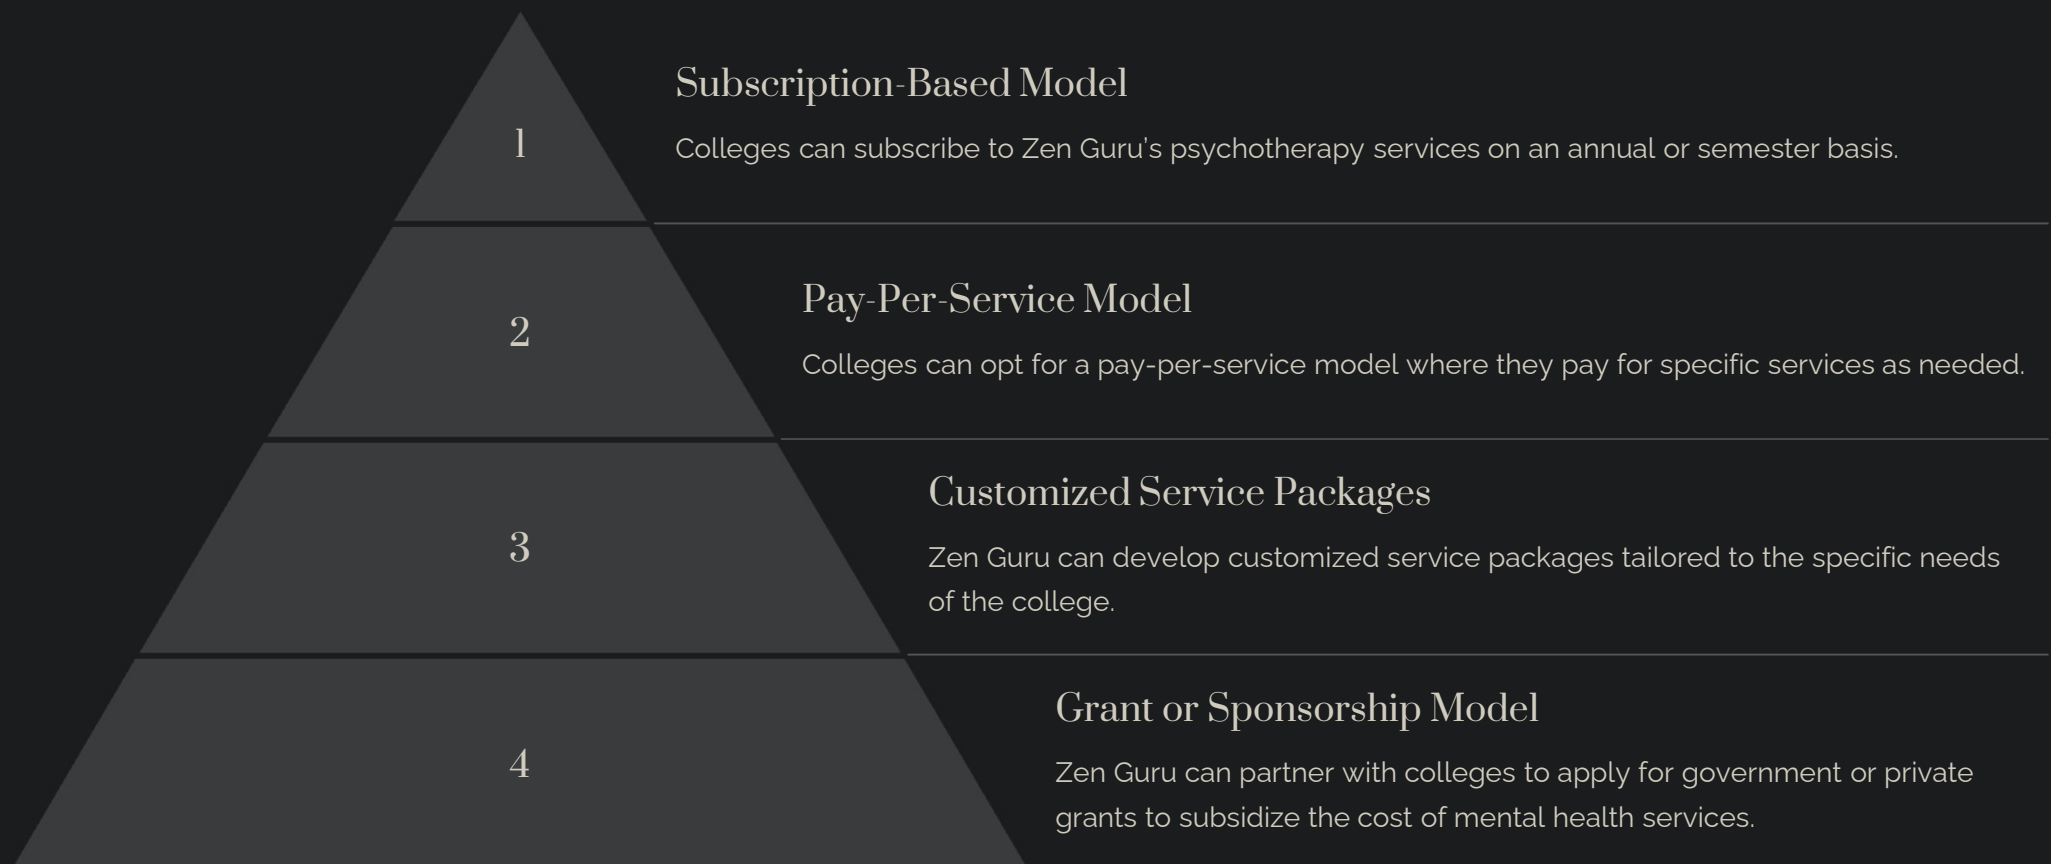 1
Subscription-Based Model
Colleges can subscribe to Zen Guru's psychotherapy services on an annual or semester basis.
2
Pay-Per-Service Model
Colleges can opt for a pay-per-service model where they pay for specific services as needed.
3
Customized Service Packages
Zen Guru can develop customized service packages tailored to the specific needs
of the college.
4
Grant or Sponsorship Model
Zen Guru can partner with colleges to apply for government or private
grants to subsidize the cost of mental health services.